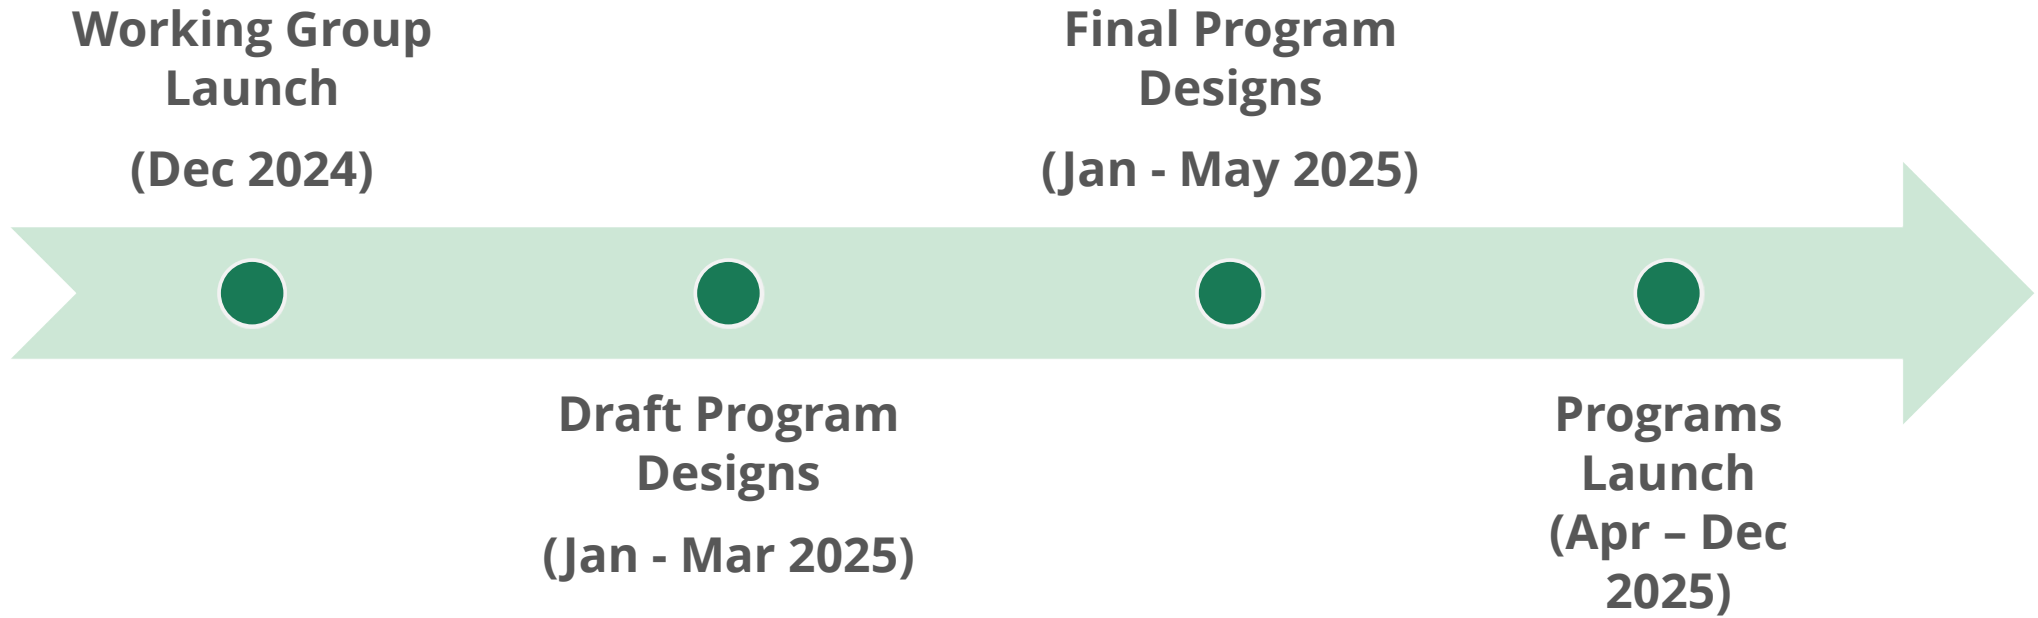 Working Group
Launch
(Dec 2024)
Draft Program
Designs
(Jan - Mar 2025)
Final Program
Designs
(Jan - May 2025)
Programs
Launch
(Apr – Dec
2025)